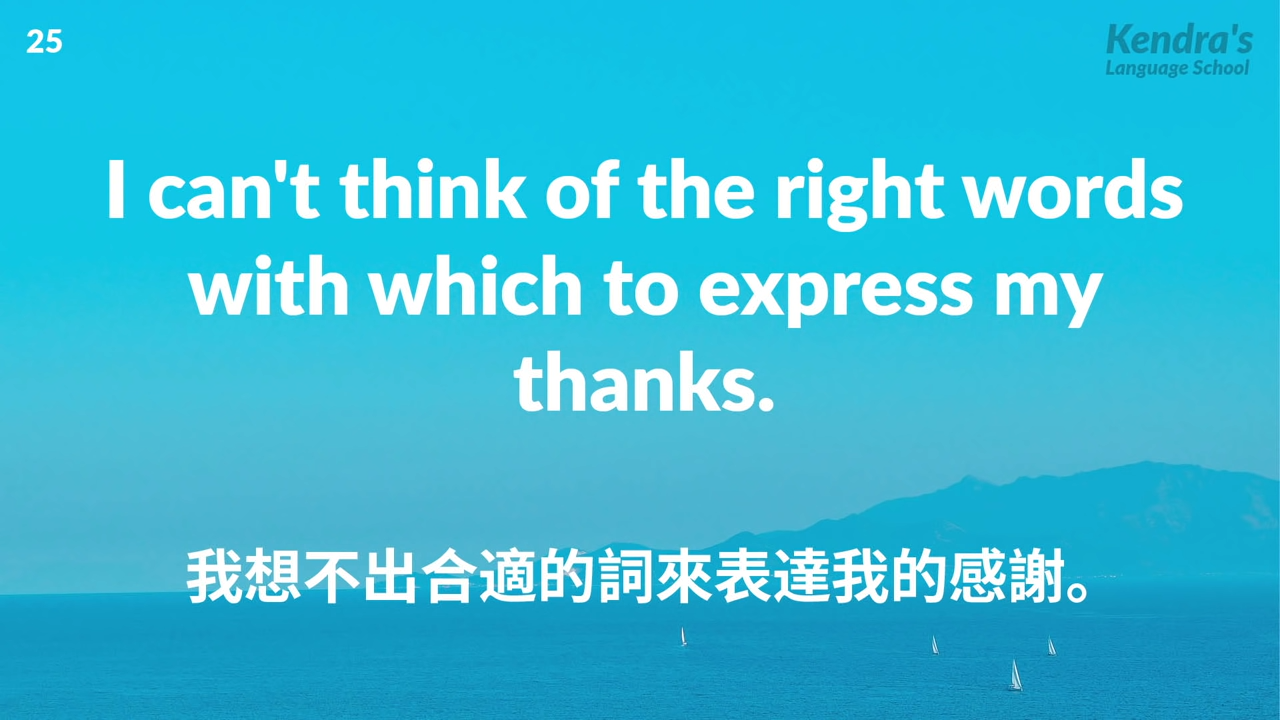 25
Kendra's
Language School
I can't think of the right words
with which to express my
thanks.
我想不出合適的詞來表達我的感謝。